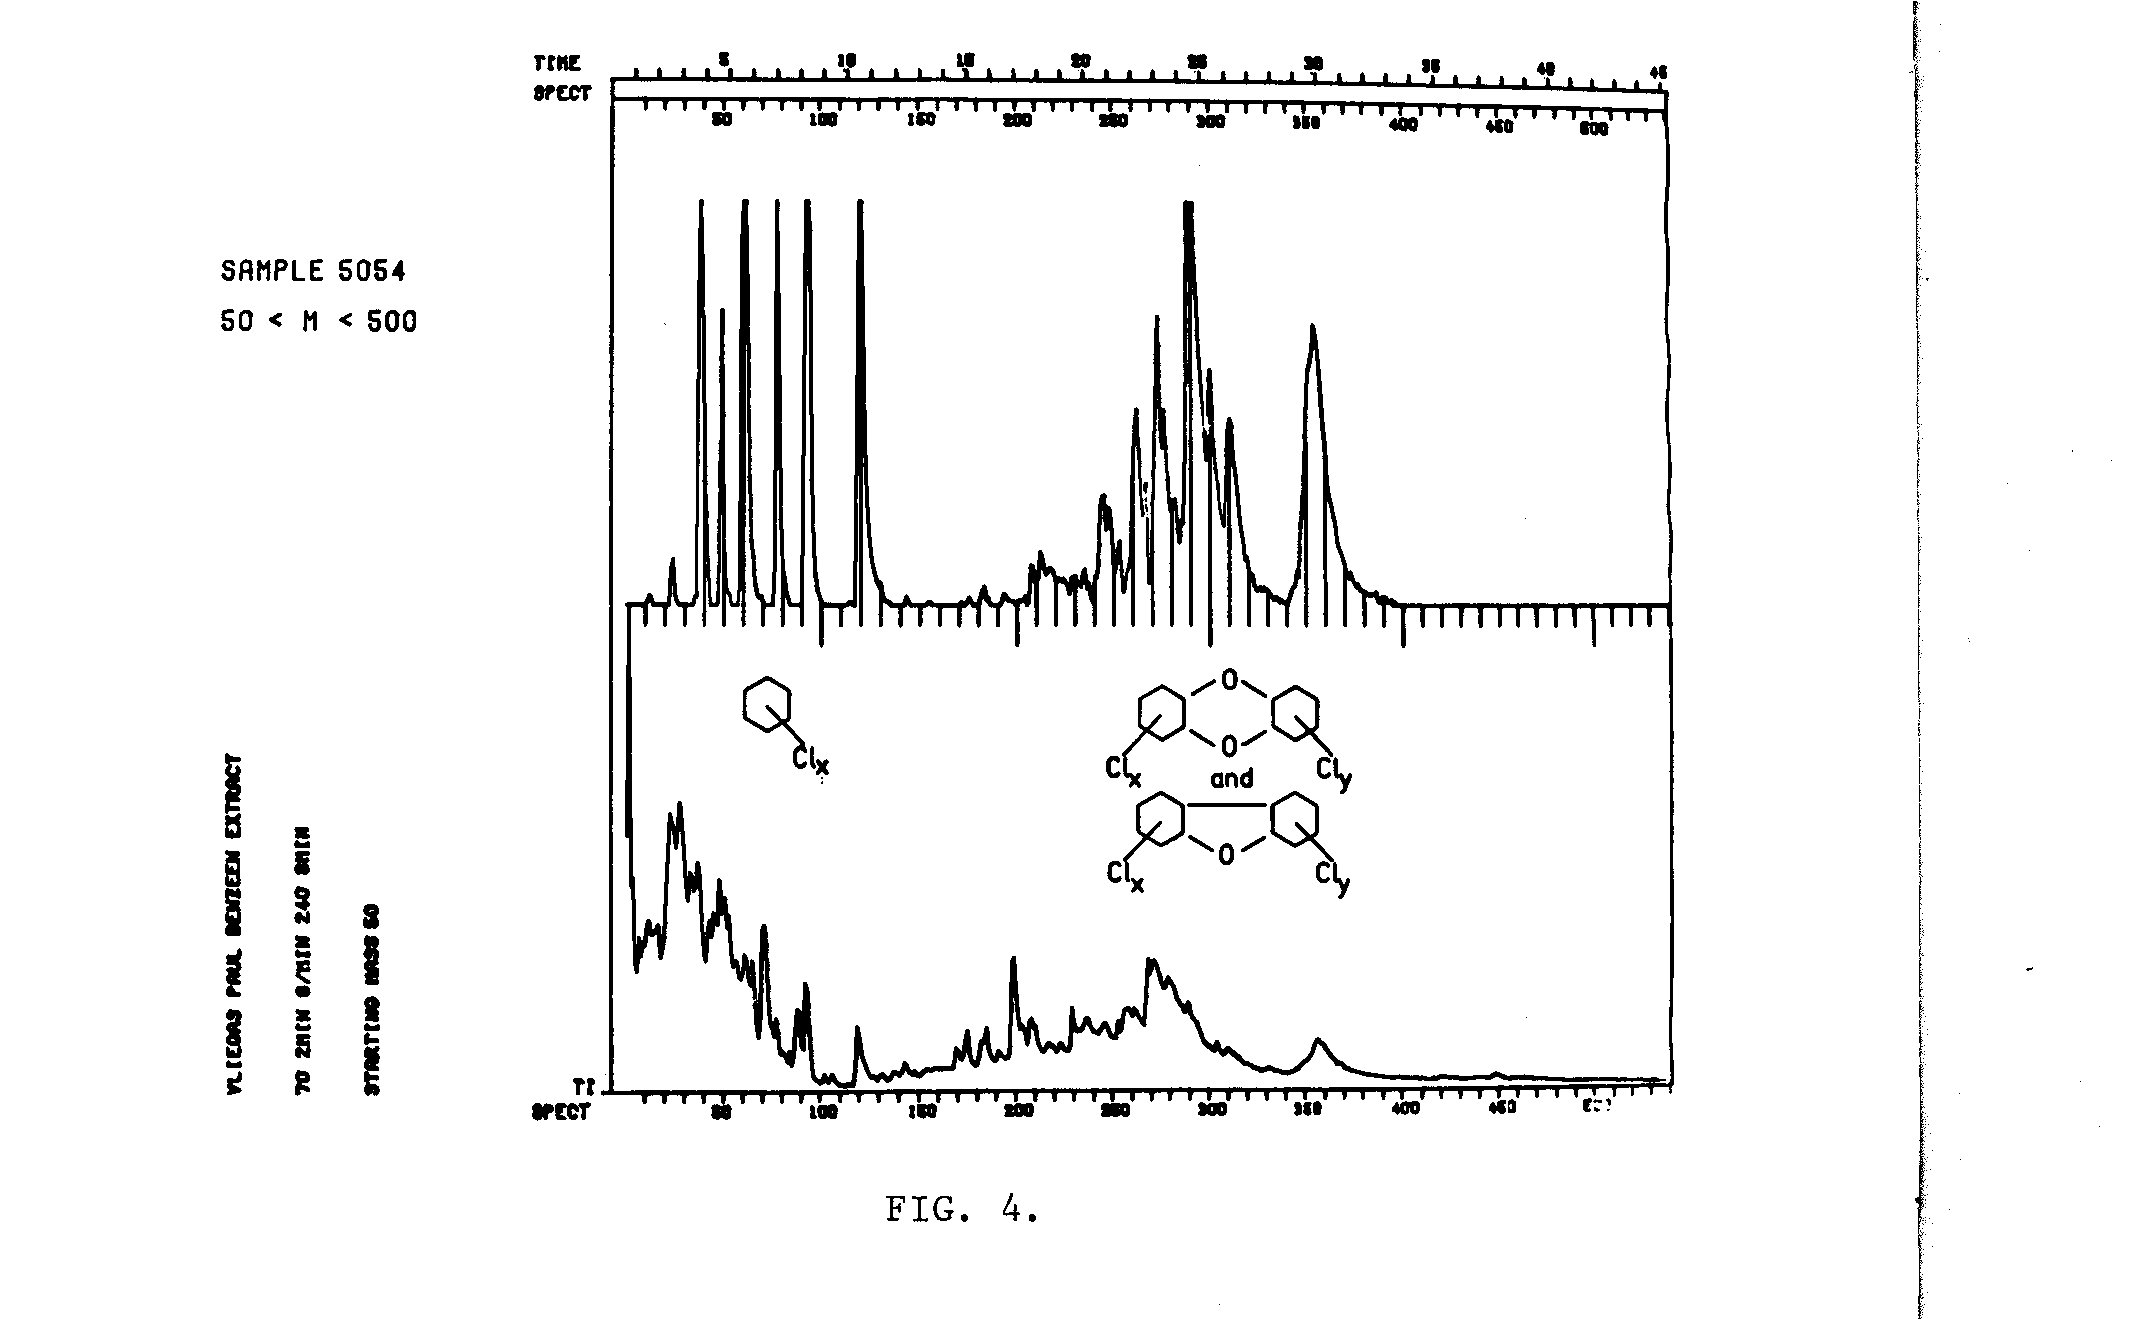 TIME 5 10 15 20 25 30 35 40 45
SPECT
50 100 150 200 250 300 350 400 450 500
SAMPLE 5054
50 < M < 500
Clx
O
O
Clx Cly
and
O
Clx Cly
VLIEGAS PAUL BENZEEN EXTRACT
70 2MIN 8/MIN 240 8MIN
STARTING MASS 50
TI
SPECT 50 100 150 200 250 300 350 400 450
FIG. 4.